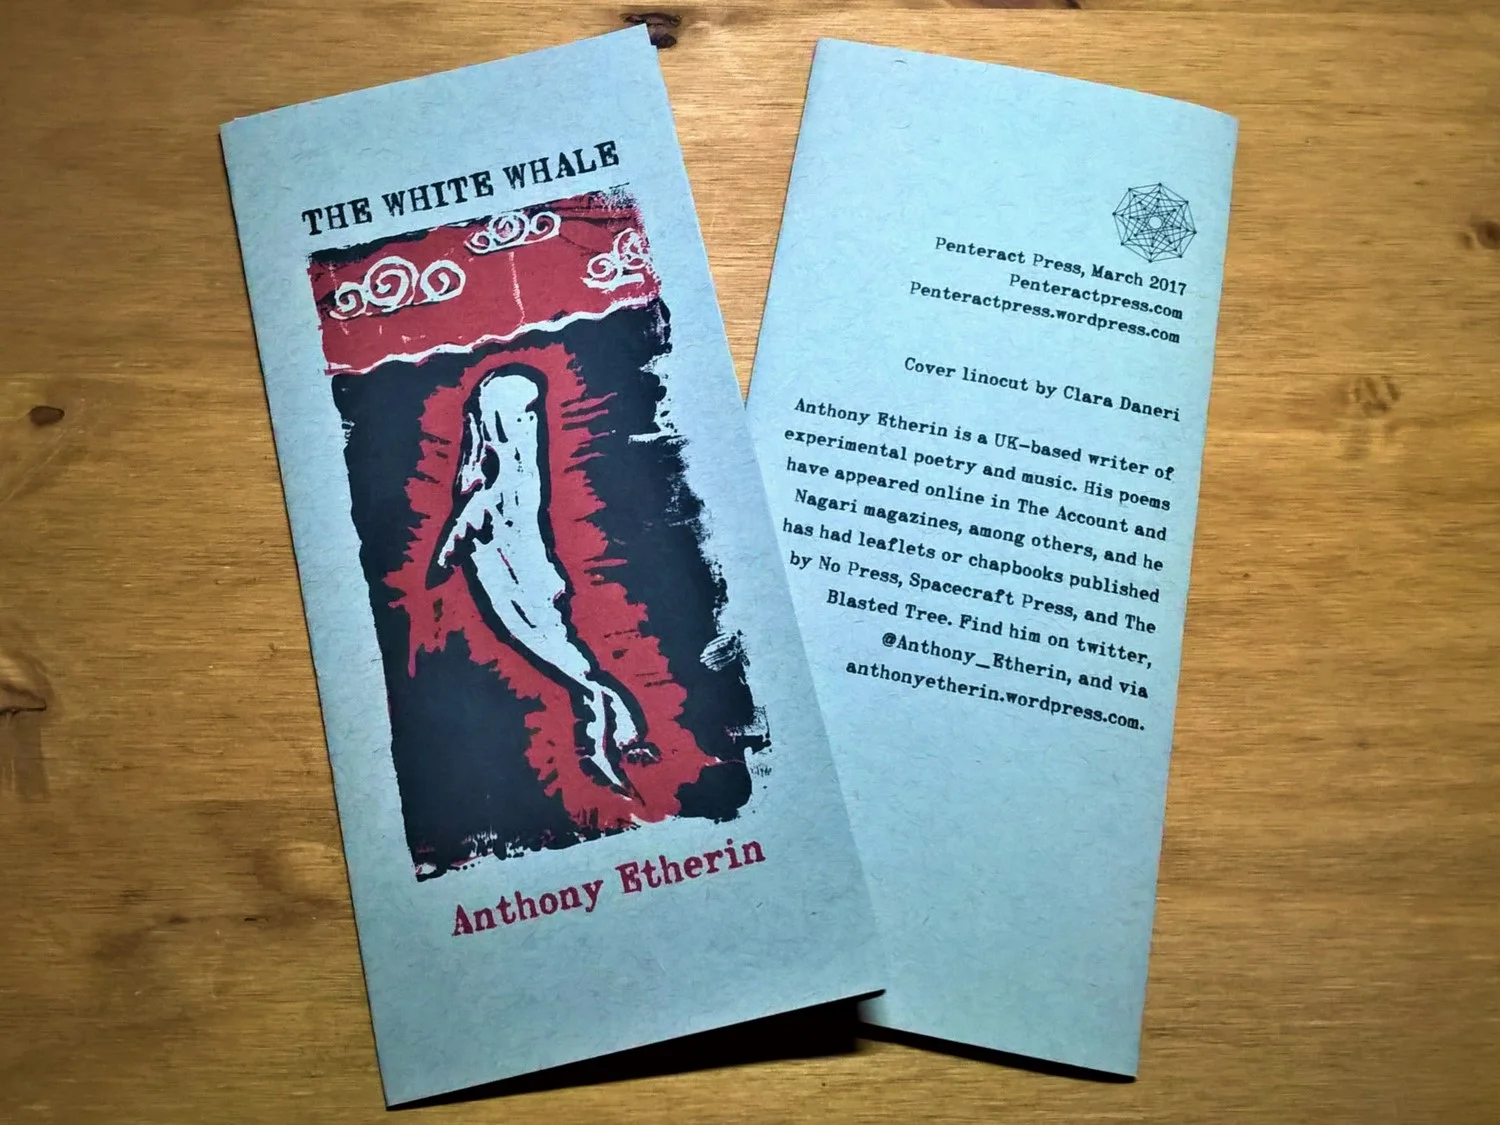 THE WHITE WHALE
Anthony Etherin
Penteract Press, March 2017
Penteractpress.com
Penteractpress.wordpress.com
Cover linocut by Clara Daneri
Anthony Etherin is a UK-based writer of
experimental poetry and music. His poems
have appeared online in The Account and
Nagari magazines, among others, and he
has had leaflets or chapbooks published
by No Press, Spacecraft Press, and The
Blasted Tree. Find him on twitter,
@Anthony_Etherin, and via
anthonyetherin.wordpress.com.